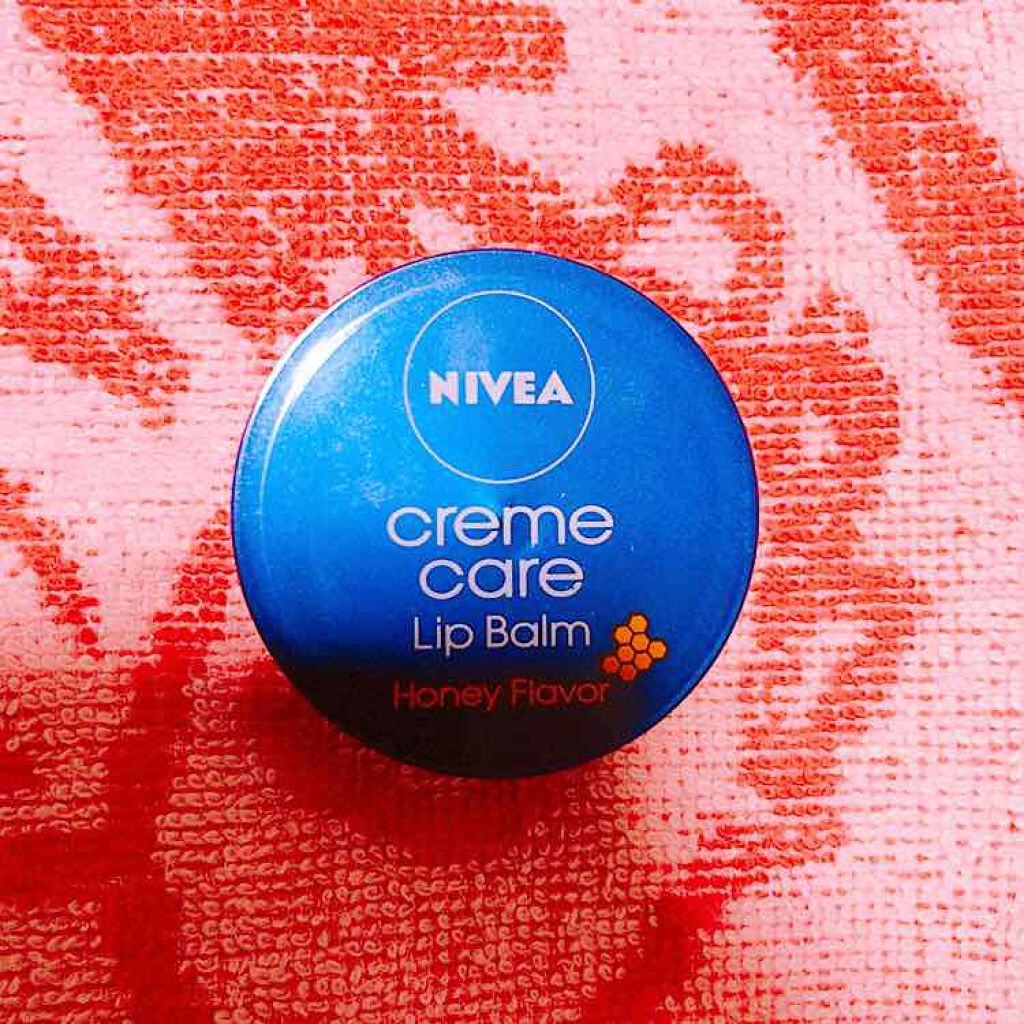 NIVEA
creme
care
Lip Balm
Honey Flavor